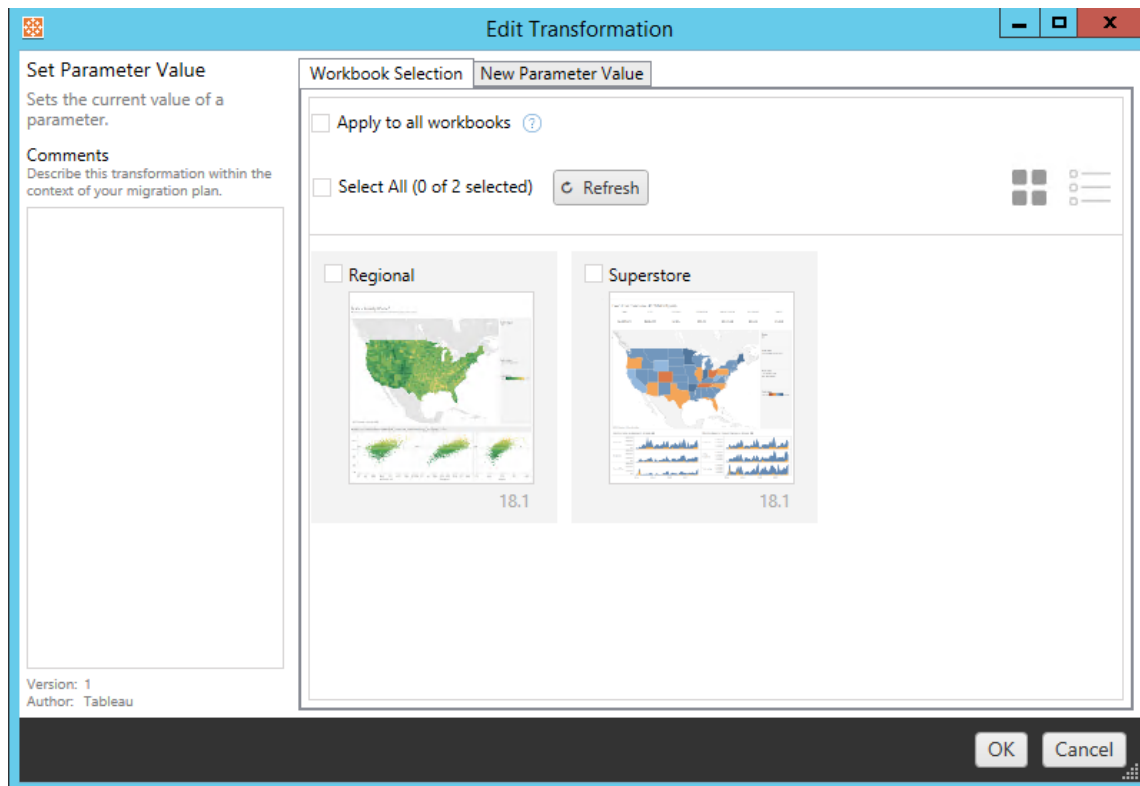 Edit Transformation
Set Parameter Value
Sets the current value of a
parameter.
Comments
Describe this transformation within the
context of your migration plan.
Version: 1
Author: Tableau
Workbook Selection
New Parameter Value
Apply to all workbooks ?
Select All (0 of 2 selected)
Refresh
Regional
Superstore
18.1
18.1
OK
Cancel